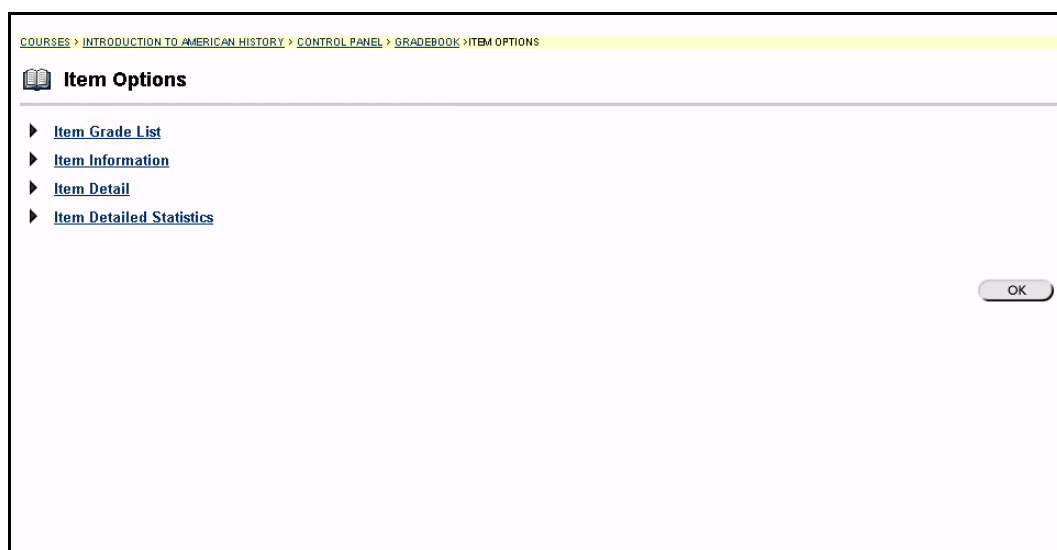 COURSES > INTRODUCTION TO AMERICAN HISTORY > CONTROL PANEL > GRADEBOOK >ITEM OPTIONS
Item Options
Item Grade List
Item Information
Item Detail
Item Detailed Statistics
OK